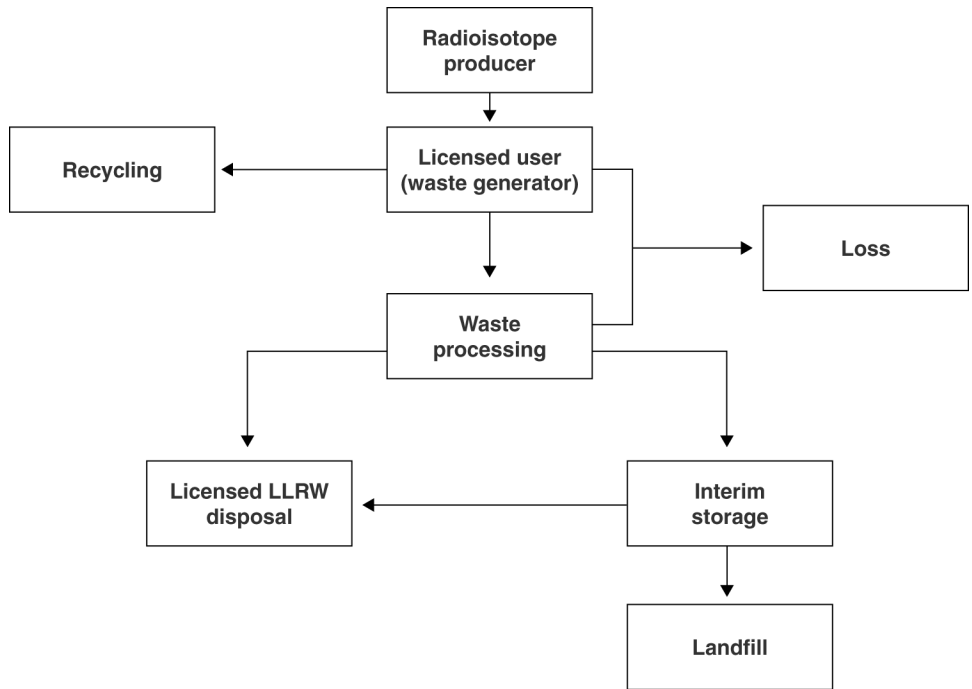 Radioisotope
producer
Recycling
Licensed user
(waste generator)
Loss
Waste
processing
Licensed LLRW
disposal
Interim
storage
Landfill